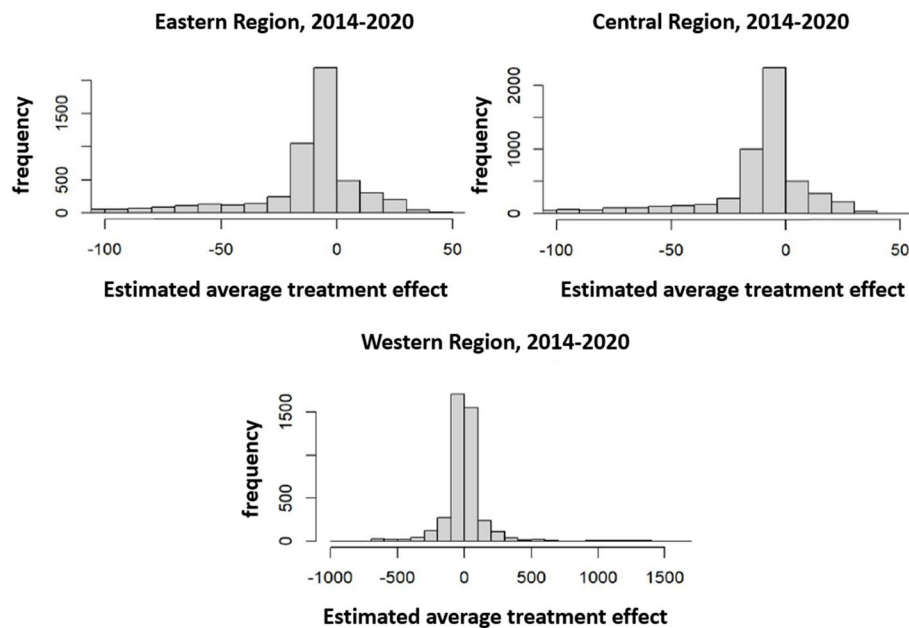 Eastern Region, 2014-2020
frequency
1500
500
0
-100
-50
0
50
Estimated average treatment effect
Central Region, 2014-2020
frequency
2000
1000
0
-100
-50
0
50
Estimated average treatment effect
Western Region, 2014-2020
frequency
1500
500
0
-1000
-500
0
500
1000
1500
Estimated average treatment effect